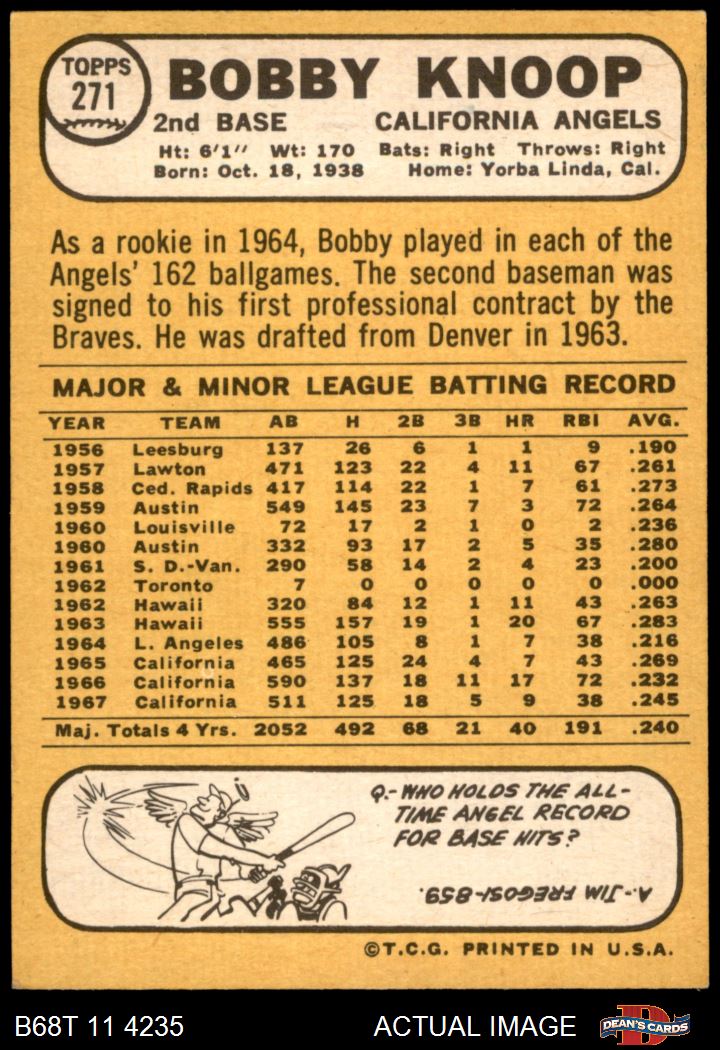 TOPPS
271
BOBBY KNOOP
2nd BASE CALIFORNIA ANGELS
Ht: 6'1" Wt: 170 Bats: Right Throws: Right
Born: Oct. 18, 1938 Home: Yorba Linda, Cal.
As a rookie in 1964, Bobby played in each of the
Angels' 162 ballgames. The second baseman was
signed to his first professional contract by the
Braves. He was drafted from Denver in 1963.
MAJOR & MINOR LEAGUE BATTING RECORD
YEAR TEAM AB H 2B 3B HR RBI AVG.
1956 Leesburg 137 26 6 1 1 9 .190
1957 Lawton 471 123 22 4 11 67 .261
1958 Ced. Rapids 417 114 22 1 7 61 .273
1959 Austin 549 145 23 7 3 72 .264
1960 Louisville 72 17 2 1 0 2 .236
1960 Austin 332 93 17 2 5 35 .280
1961 S. D.-Van. 290 58 14 2 4 23 .200
1962 Toronto 7 0 0 0 0 0 .000
1962 Hawaii 320 84 12 1 11 43 .263
1963 Hawaii 555 157 19 1 20 67 .283
1964 L. Angeles 486 105 8 1 7 38 .216
1965 California 465 125 24 4 7 43 .269
1966 California 590 137 18 11 17 72 .232
1967 California 511 125 18 5 9 38 .245
Maj. Totals 4 Yrs. 2052 492 68 21 40 191 .240
Q.- WHO HOLDS THE ALL-
TIME ANGEL RECORD
FOR BASE HITS?
A.- JIM FREGOSI-859.
©T.C.G. PRINTED IN U.S.A.
B68T 11 4235 ACTUAL IMAGE DEAN'S CARDS